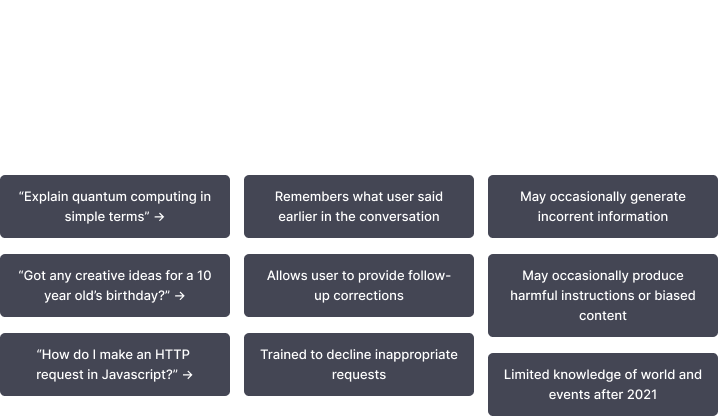 “Explain quantum computing in
simple terms” →
“Got any creative ideas for a 10
year old’s birthday?” →
“How do I make an HTTP
request in Javascript?” →
Remembers what user said
earlier in the conversation
Allows user to provide follow-
up corrections
Trained to decline inappropriate
requests
May occasionally generate
incorrent information
May occasionally produce
harmful instructions or biased
content
Limited knowledge of world and
events after 2021